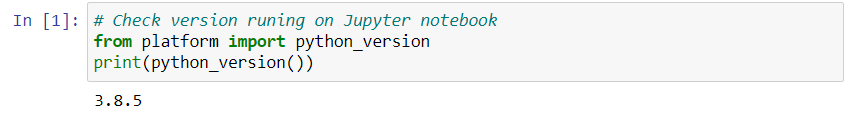 In [1]: # Check version runing on Jupyter notebook
from platform import python_version
print(python_version())
3.8.5